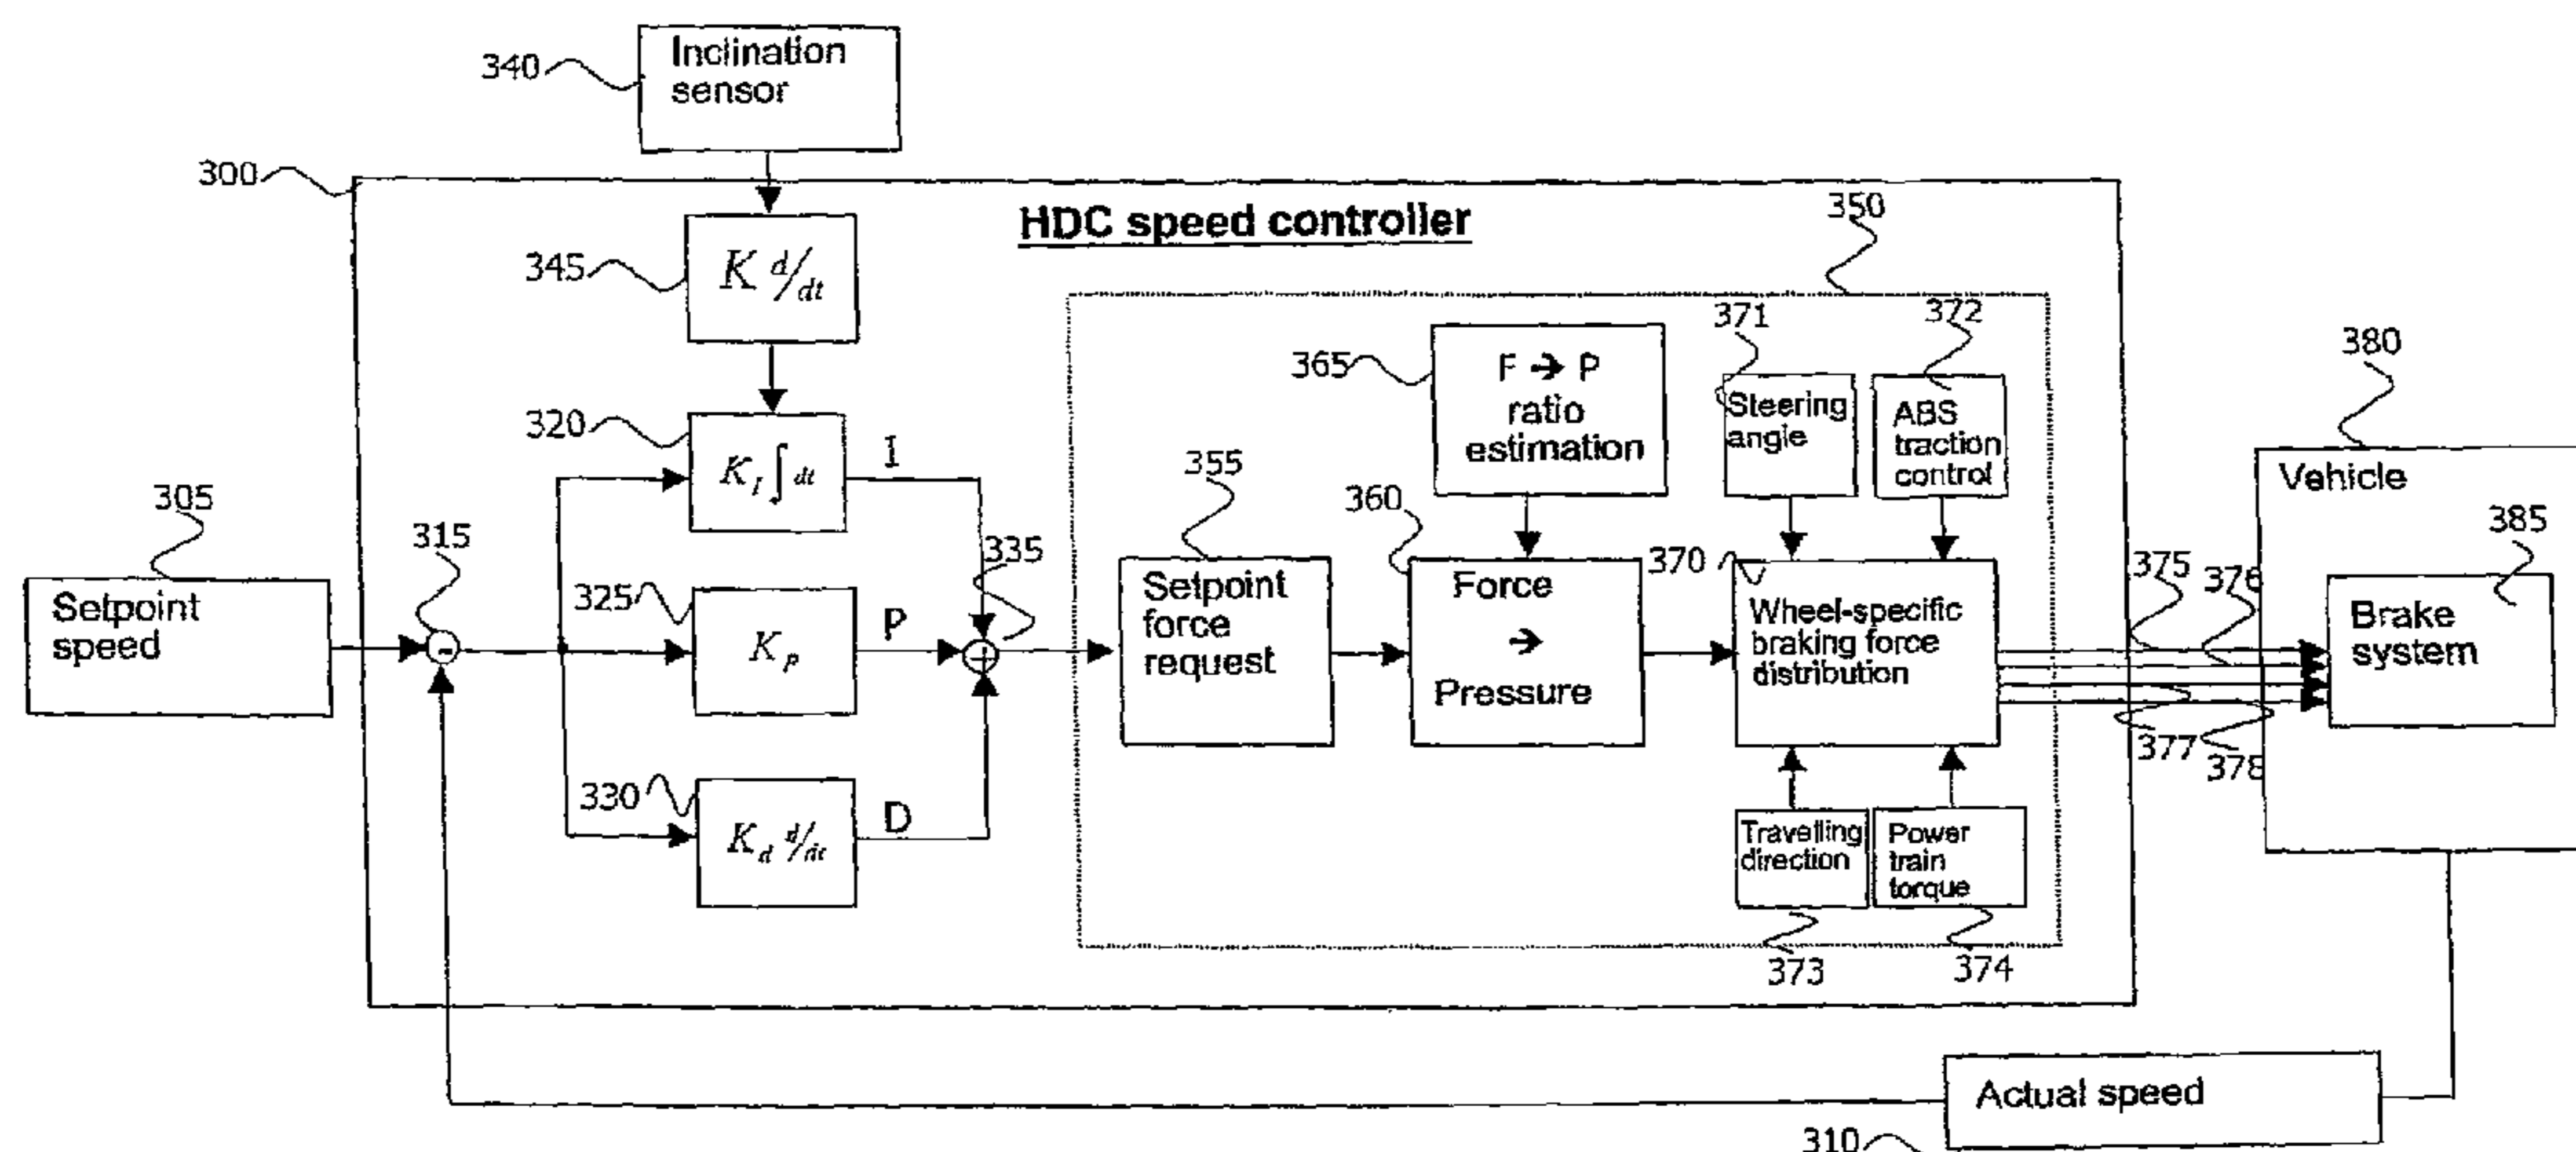 340
Inclination
sensor
300
HDC speed controller
350
345
K d/dt
371
372
365
F → P
ratio
estimation
Steering
angle
ABS
traction
control
380
Vehicle
320
K_I ∫ dt
I
355
360
305
315
335
385
Setpoint
speed
-
325
K_P
P
+
Setpoint
force
request
Force
→
Pressure
370
Wheel-specific
braking force
distribution
375
376
Brake
system
377
378
330
K_d d/dt
D
Travelling
direction
Power
train
torque
373
374
Actual speed
310